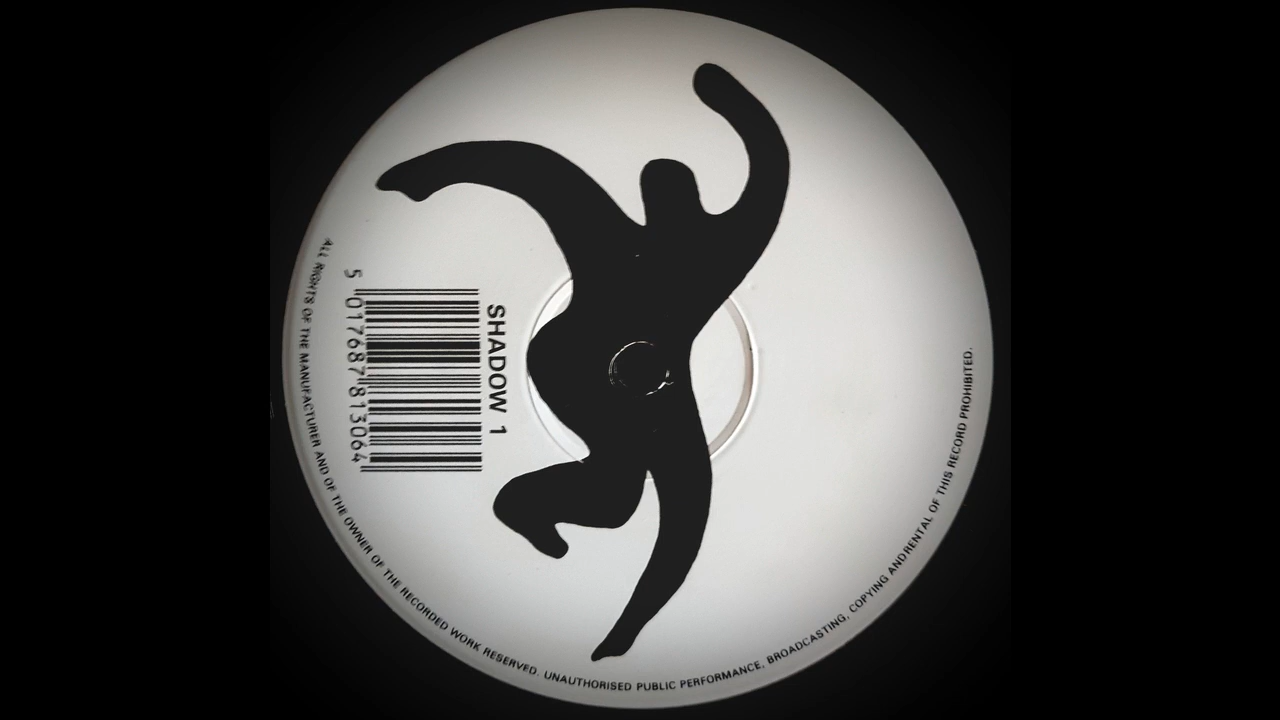 SHADOW 1
5 017687 813064
ALL RIGHTS OF THE MANUFACTURER AND OF THE OWNER OF THE RECORDED WORK RESERVED. UNAUTHORISED PUBLIC PERFORMANCE, BROADCASTING, COPYING AND RENTAL OF THIS RECORD PROHIBITED.